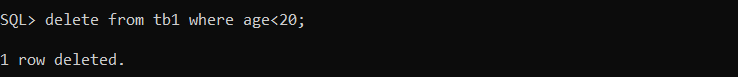 SQL> delete from tb1 where age<20;
1 row deleted.